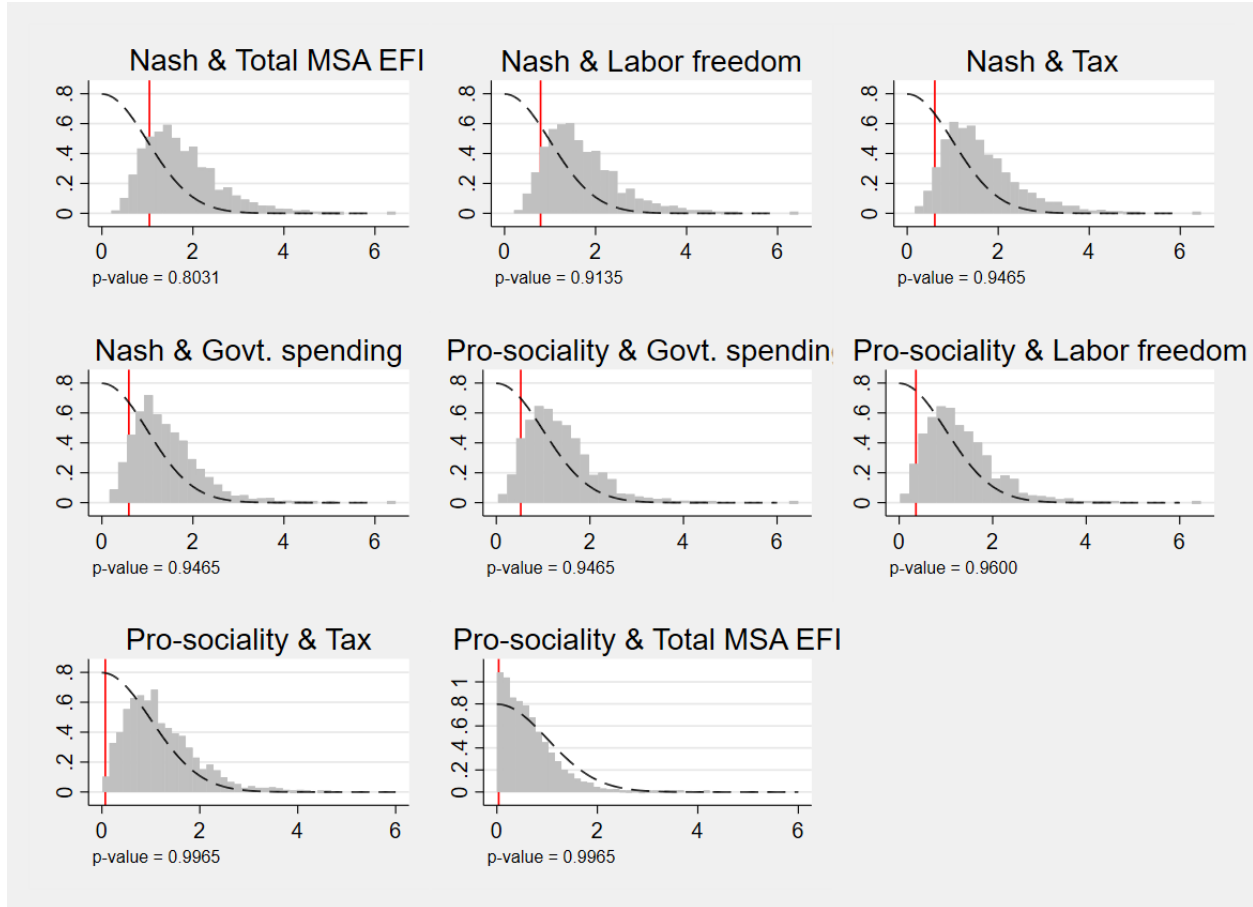 Nash & Total MSA EFI
Nash & Labor freedom
Nash & Tax
0 .2 .4 .6 .8
0 2 4 6
p-value = 0.8031
0 .2 .4 .6 .8
0 2 4 6
p-value = 0.9135
0 .2 .4 .6 .8
0 2 4 6
p-value = 0.9465
Nash & Govt. spending
Pro-sociality & Govt. spendin
Pro-sociality & Labor freedom
0 .2 .4 .6 .8
0 2 4 6
p-value = 0.9465
0 .2 .4 .6 .8
0 2 4 6
p-value = 0.9465
0 .2 .4 .6 .8
0 2 4 6
p-value = 0.9600
Pro-sociality & Tax
Pro-sociality & Total MSA EFI
0 .2 .4 .6 .8
0 2 4 6
p-value = 0.9965
0 .2 .4 .6 .8 1
0 2 4 6
p-value = 0.9965